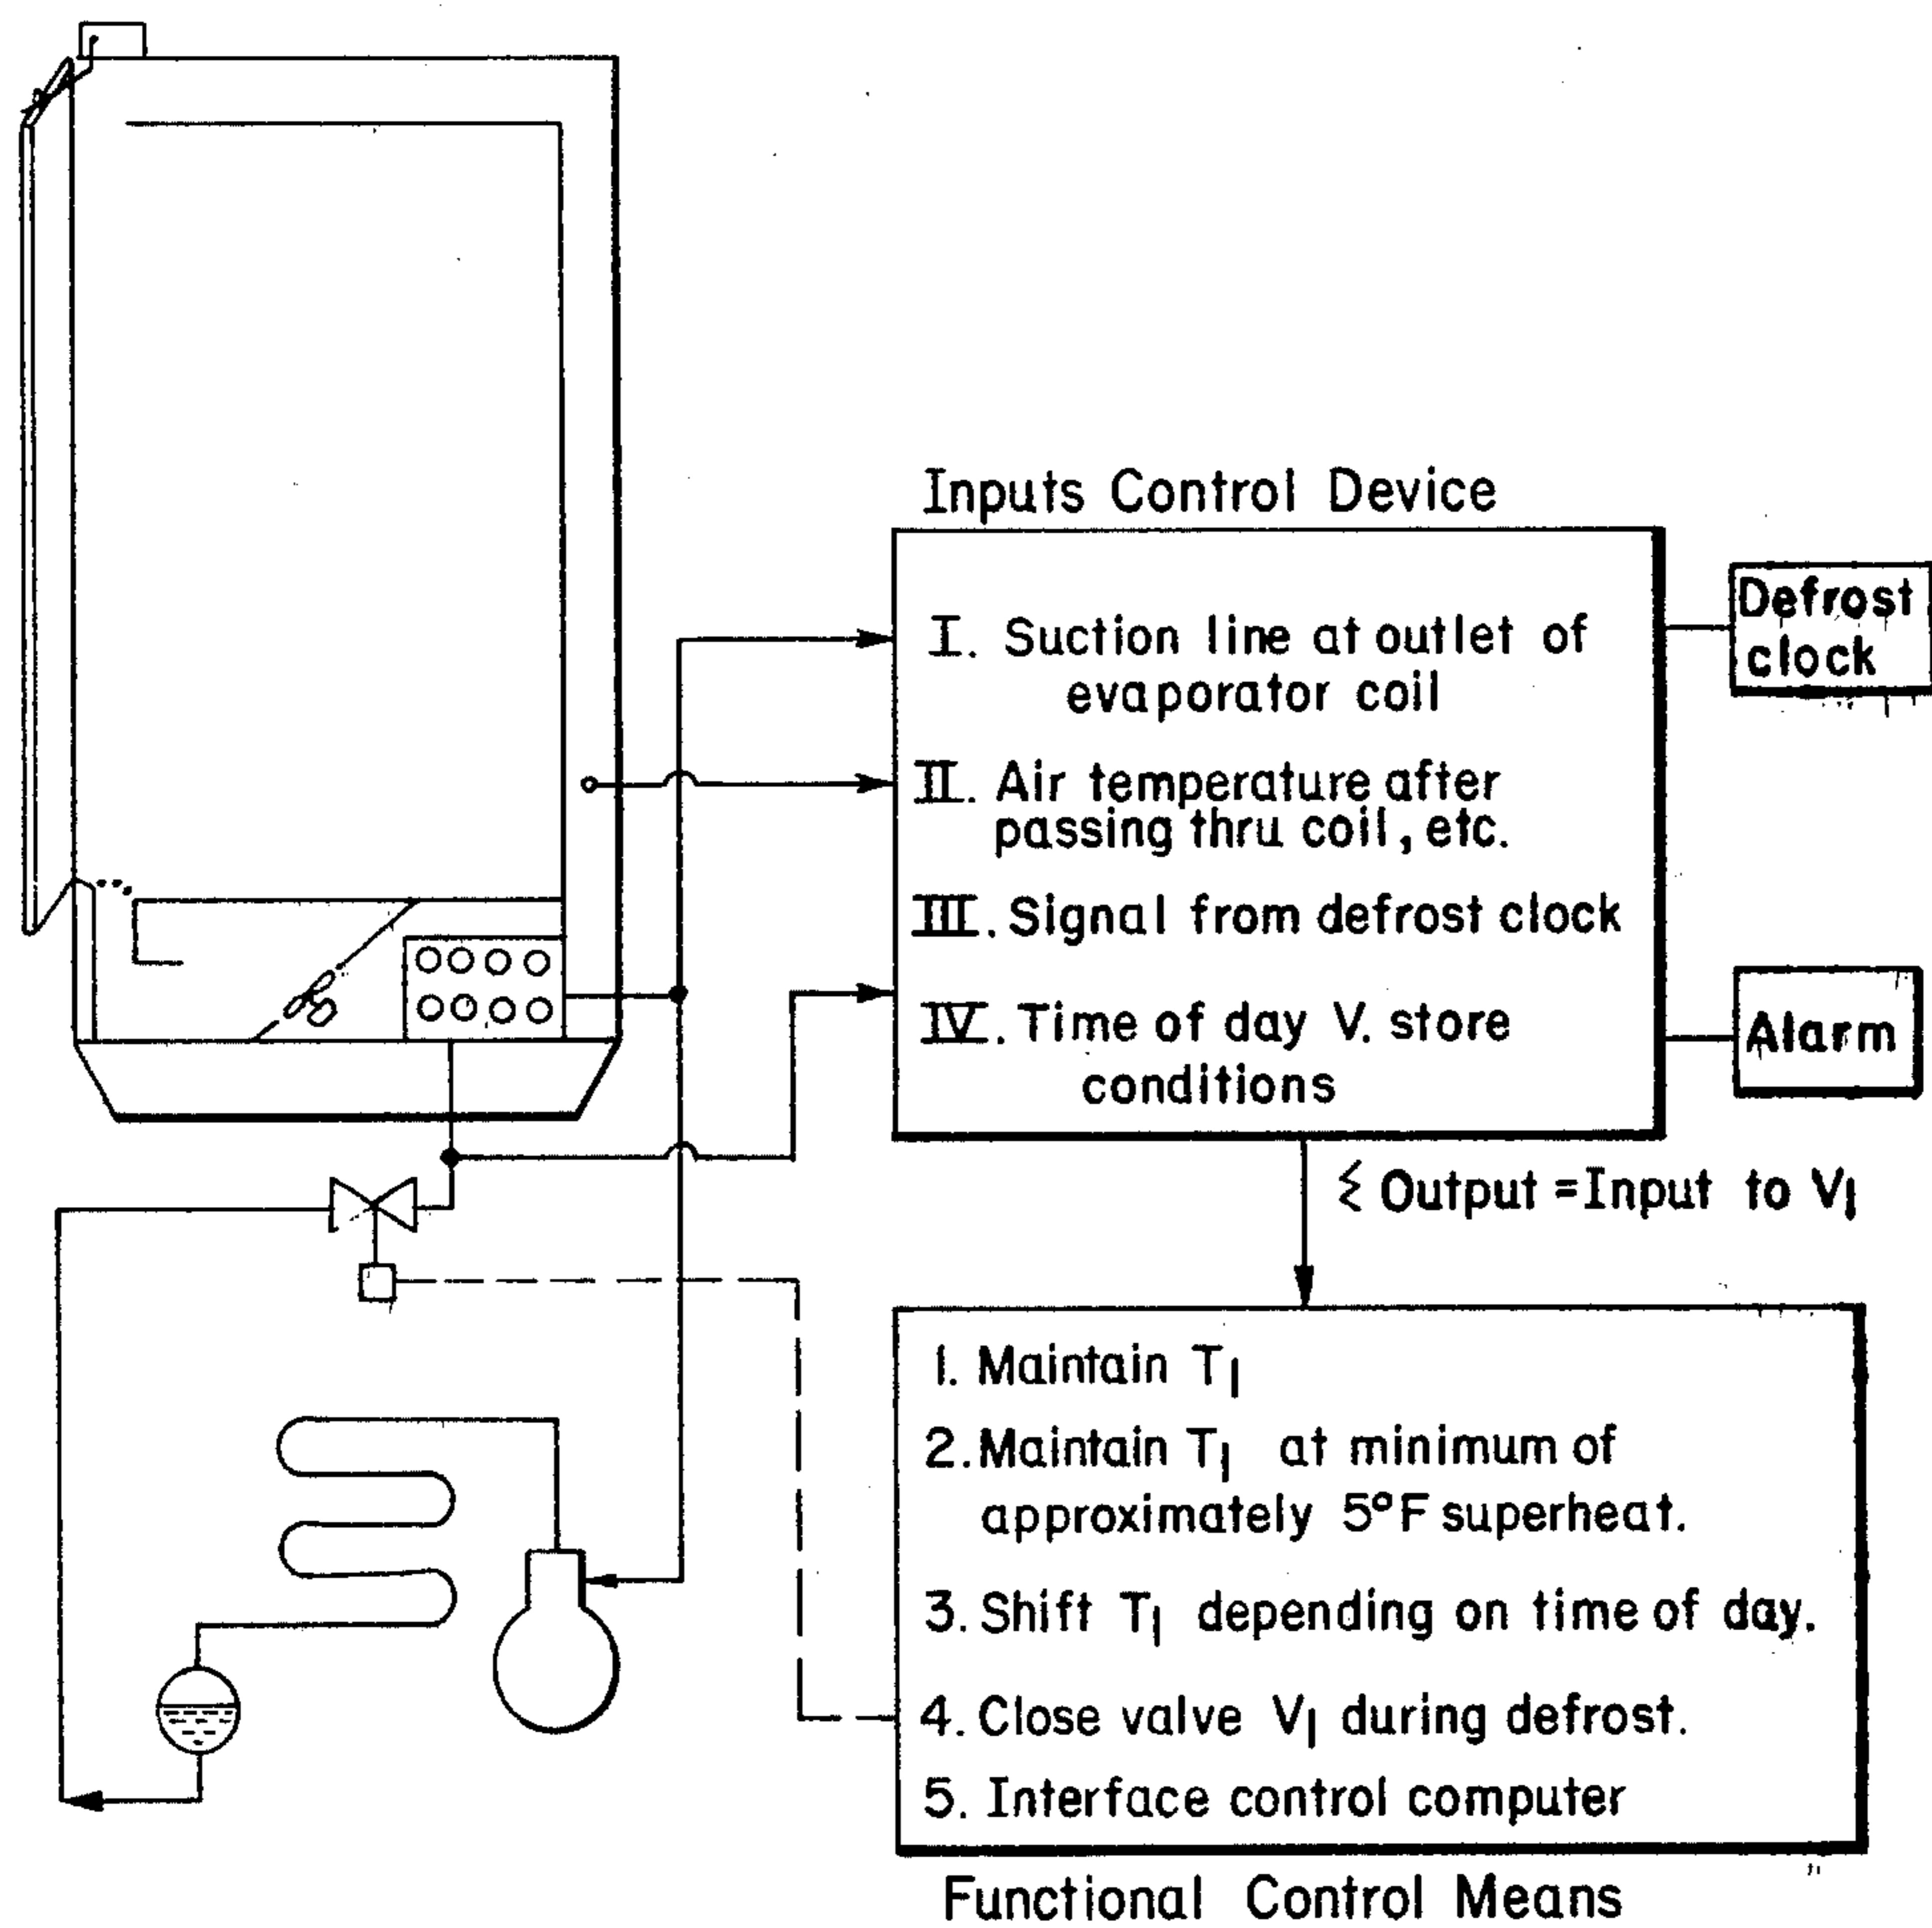 Inputs Control Device
I. Suction line at outlet of
evaporator coil
II. Air temperature after
passing thru coil, etc.
III. Signal from defrost clock
IV. Time of day V. store
conditions
Defrost
clock
Alarm
⦚ Output = Input to V1
1. Maintain T1
2. Maintain T1 at minimum of
approximately 5°F superheat.
3. Shift T1 depending on time of day.
4. Close valve V1 during defrost.
5. Interface control computer
Functional Control Means